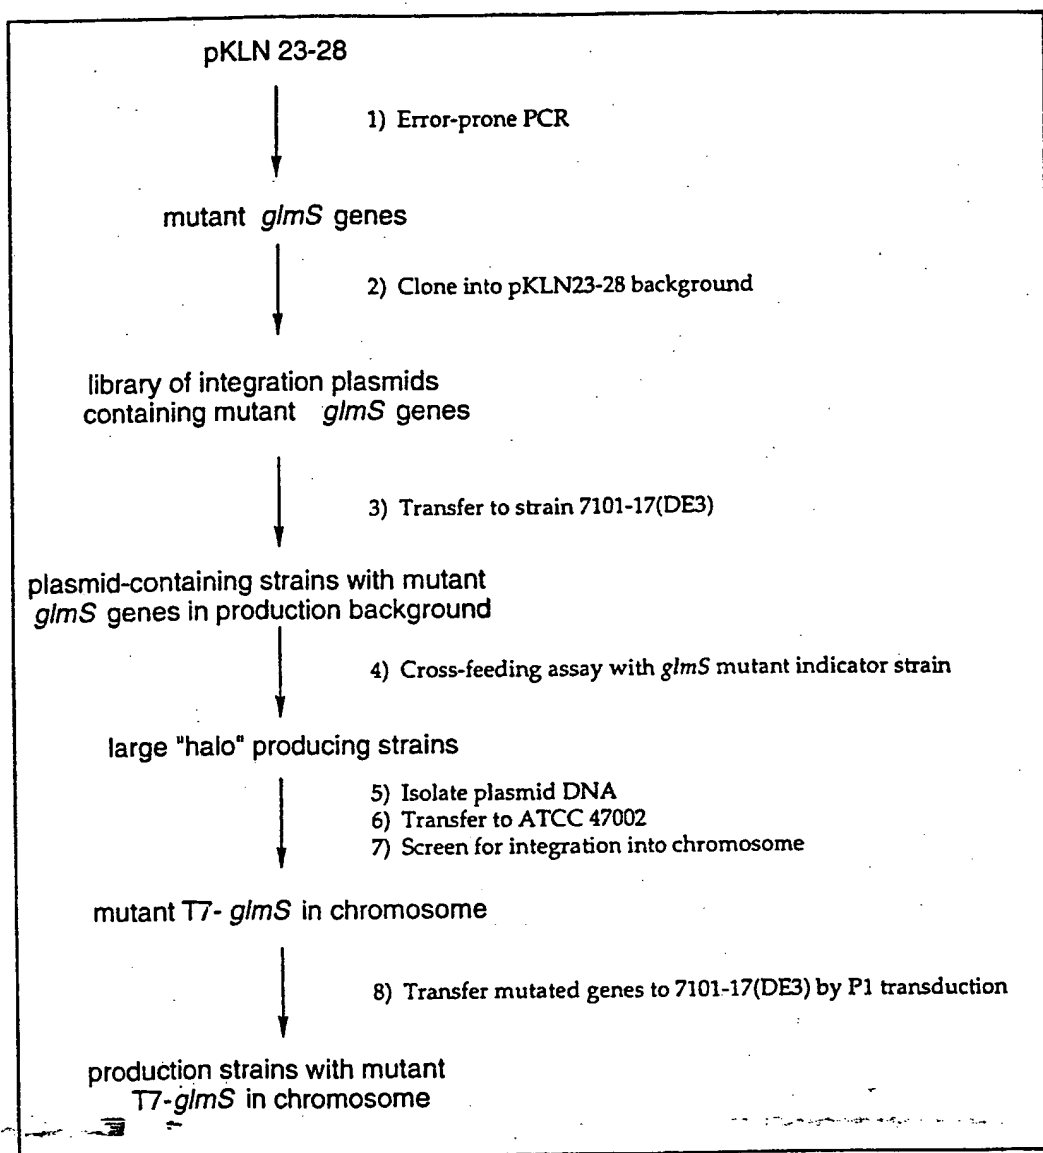 pKLN 23-28
1) Error-prone PCR
mutant glmS genes
2) Clone into pKLN23-28 background
library of integration plasmids
containing mutant glmS genes
3) Transfer to strain 7101-17(DE3)
plasmid-containing strains with mutant
glmS genes in production background
4) Cross-feeding assay with glmS mutant indicator strain
large "halo" producing strains
5) Isolate plasmid DNA
6) Transfer to ATCC 47002
7) Screen for integration into chromosome
mutant T7- glmS in chromosome
8) Transfer mutated genes to 7101-17(DE3) by P1 transduction
production strains with mutant
T7-glmS in chromosome